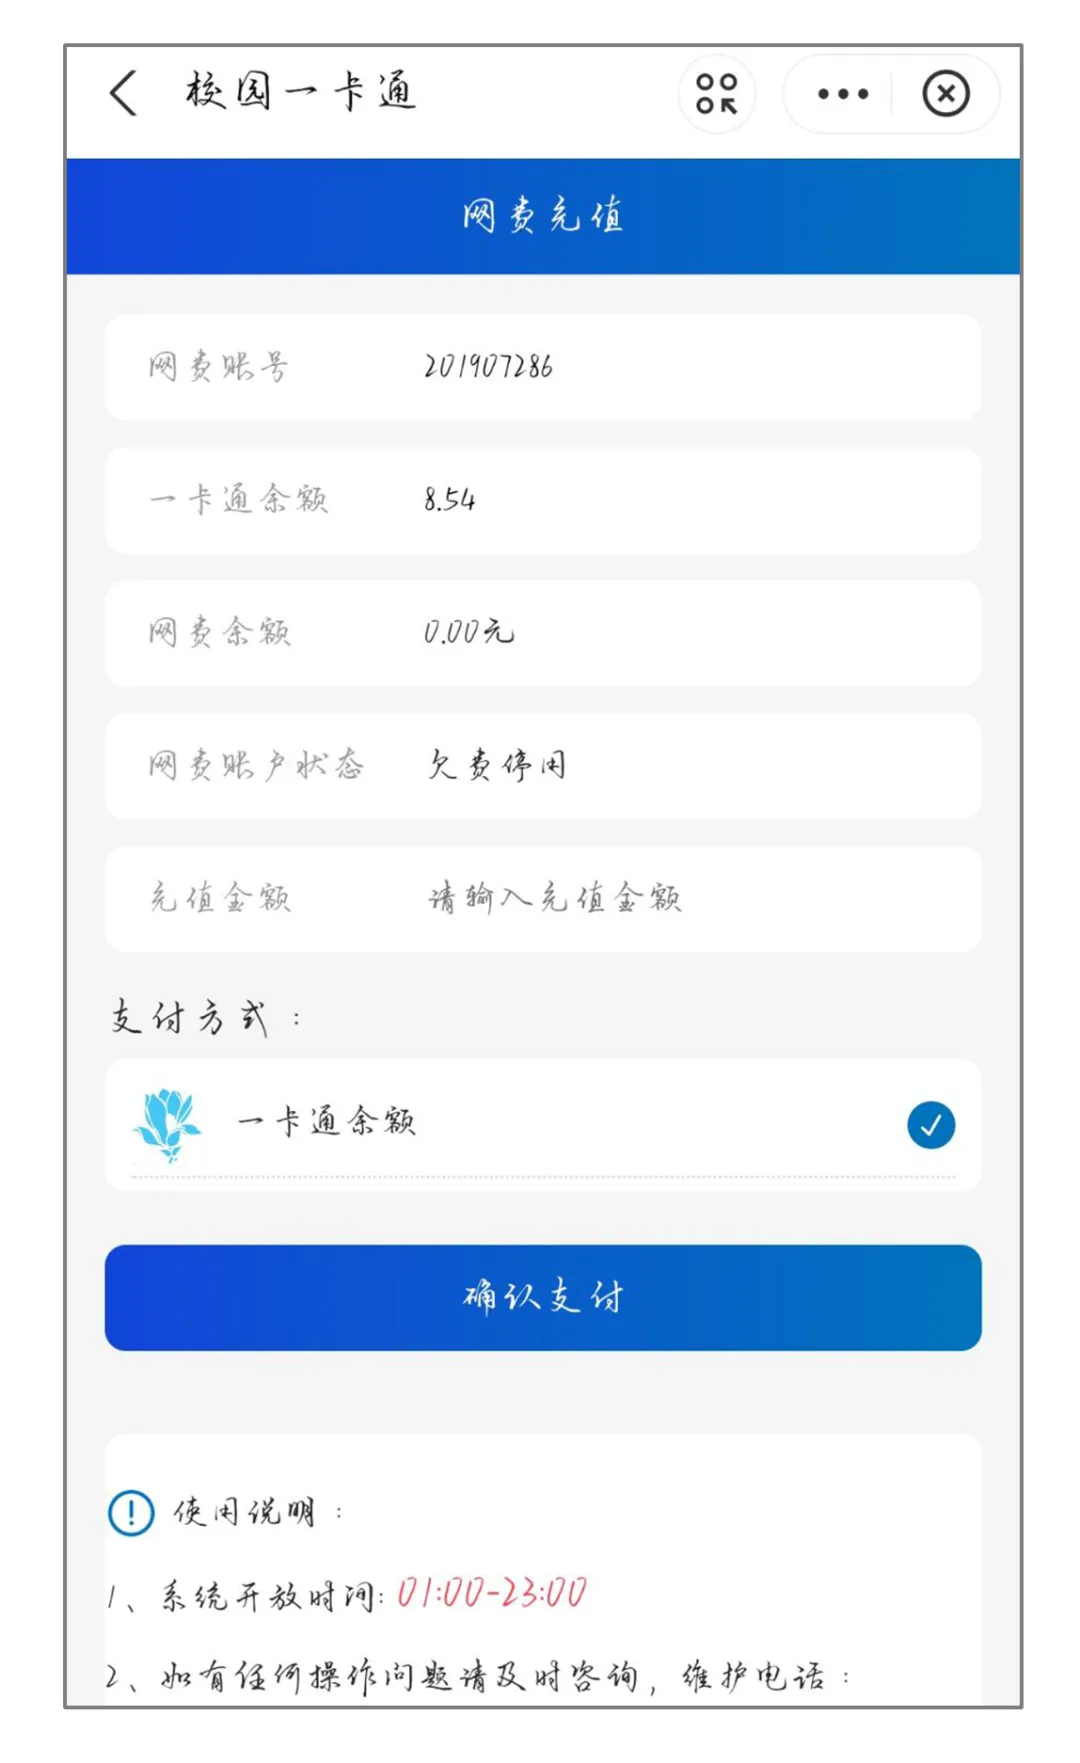 校园一卡通
网费充值
网费账号 201907286
一卡通余额 8.54
网费余额 0.00元
网费账户状态 欠费停用
充值金额 请输入充值金额
支付方式：
一卡通余额
确认支付
使用说明：
1、系统开放时间: 01:00-23:00
2、如有任何操作问题请及时咨询，维护电话：